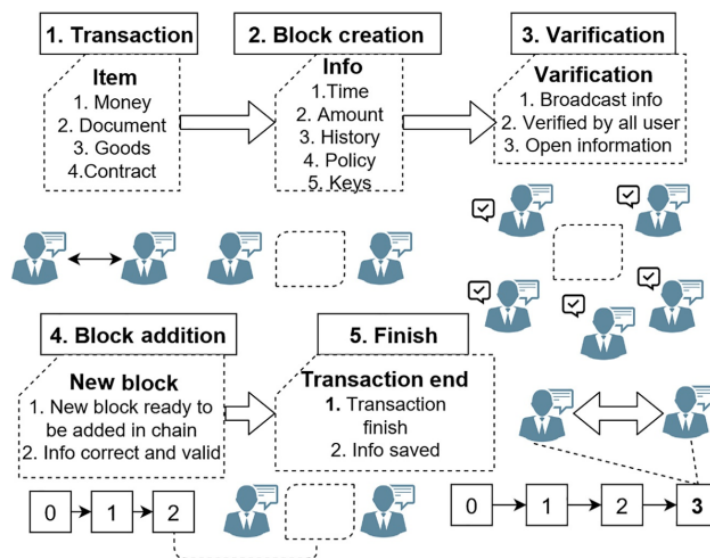 1. Transaction
Item
1. Money
2. Document
3. Goods
4.Contract
2. Block creation
Info
1.Time
2. Amount
3. History
4. Policy
5. Keys
3. Varification
Varification
1. Broadcast info
2. Verified by all user
3. Open information
4. Block addition
New block
1. New block ready to
be added in chain
2. Info correct and valid
5. Finish
Transaction end
1. Transaction
finish
2. Info saved
0 1 2
0 1 2 3